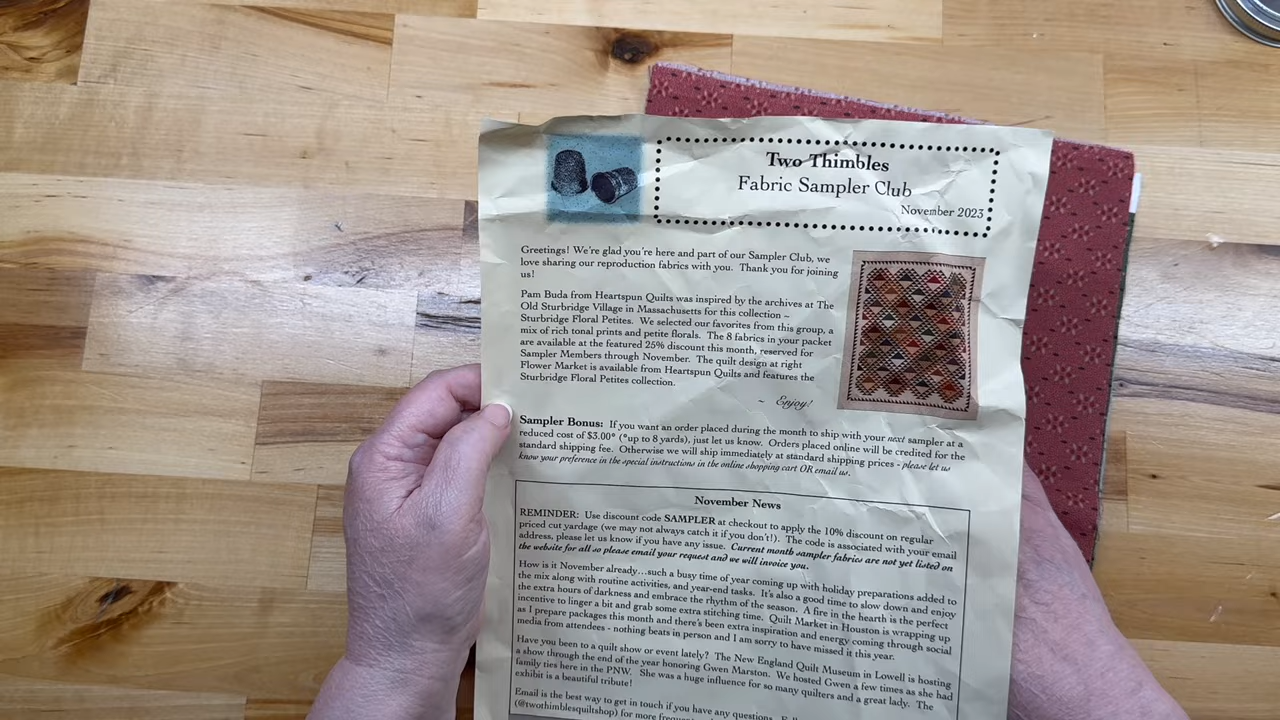 Two Thimbles
Fabric Sampler Club
November 2023
Greetings! We're glad you're here and part of our Sampler Club, we
love sharing our reproduction fabrics with you. Thank you for joining
us!
Pam Buda from Heartspun Quilts was inspired by the archives at The
Old Sturbridge Village in Massachusetts for this collection ~
Sturbridge Floral Petites. We selected our favorites from this group, a
mix of rich tonal prints and petite florals. The 8 fabrics in your packet
are available at the featured 25% discount this month, reserved for
Sampler Members through November. The quilt design at right
Flower Market is available from Heartspun Quilts and features the
Sturbridge Floral Petites collection.
~ Enjoy!
Sampler Bonus: If you want an order placed during the month to ship with your next sampler at a
reduced cost of $3.00* (*up to 8 yards), just let us know. Orders placed online will be credited for the
standard shipping fee. Otherwise we will ship immediately at standard shipping prices - please let us
know your preference in the special instructions in the online shopping cart OR email us.
November News
REMINDER: Use discount code SAMPLER at checkout to apply the 10% discount on regular
priced cut yardage (we may not always catch it if you don't!). The code is associated with your email
address, please let us know if you have any issue. Current month sampler fabrics are not yet listed on
the website for all so please email your request and we will invoice you.
How is it November already...such a busy time of year coming up with holiday preparations added to
the mix along with routine activities, and year-end tasks. It's also a good time to slow down and enjoy
the extra hours of darkness and embrace the rhythm of the season. A fire in the hearth is the perfect
incentive to linger a bit and grab some extra stitching time. Quilt Market in Houston is wrapping up
as I prepare packages this month and there's been extra inspiration and energy coming through social
media from attendees - nothing beats in person and I am sorry to have missed it this year.
Have you been to a quilt show or event lately? The New England Quilt Museum in Lowell is hosting
a show through the end of the year honoring Gwen Marston. We hosted Gwen a few times as she had
family ties here in the PNW. She was a huge influence for so many quilters and a great lady. The
exhibit is a beautiful tribute!
Email is the best way to get in touch if you have any questions.
(@twothimblesquiltshop) for more